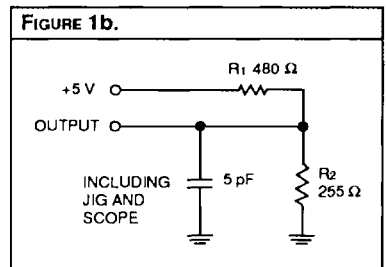 FIGURE 1b.
R1 480 Ω
+5 V
OUTPUT
INCLUDING
JIG AND
SCOPE
5 pF
R2
255 Ω